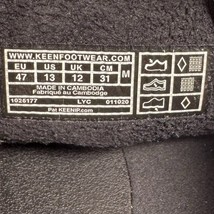 WWW.KEENFOOTWEAR.COM
EU US UK CM M
47 13 12 31
MADE IN CAMBODIA
Fabriqué au Cambodge
1025177 LYC 011020
Pat KEENIP.com